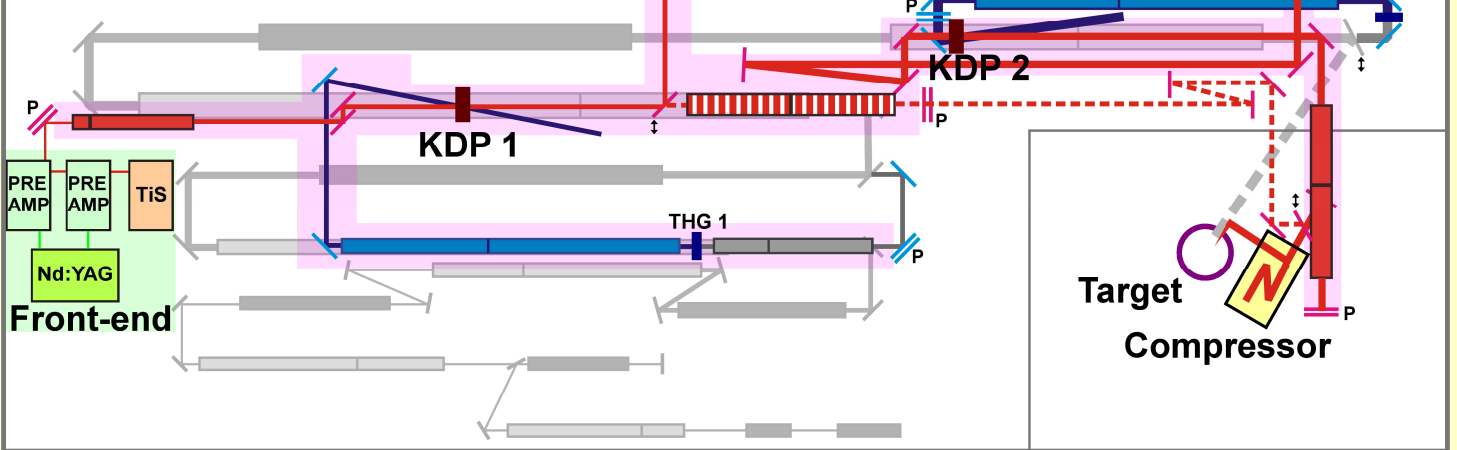 P
KDP 2
P
KDP 1
P
PRE
AMP
PRE
AMP
TiS
THG 1
P
Nd:YAG
Front-end
Target
P
Compressor